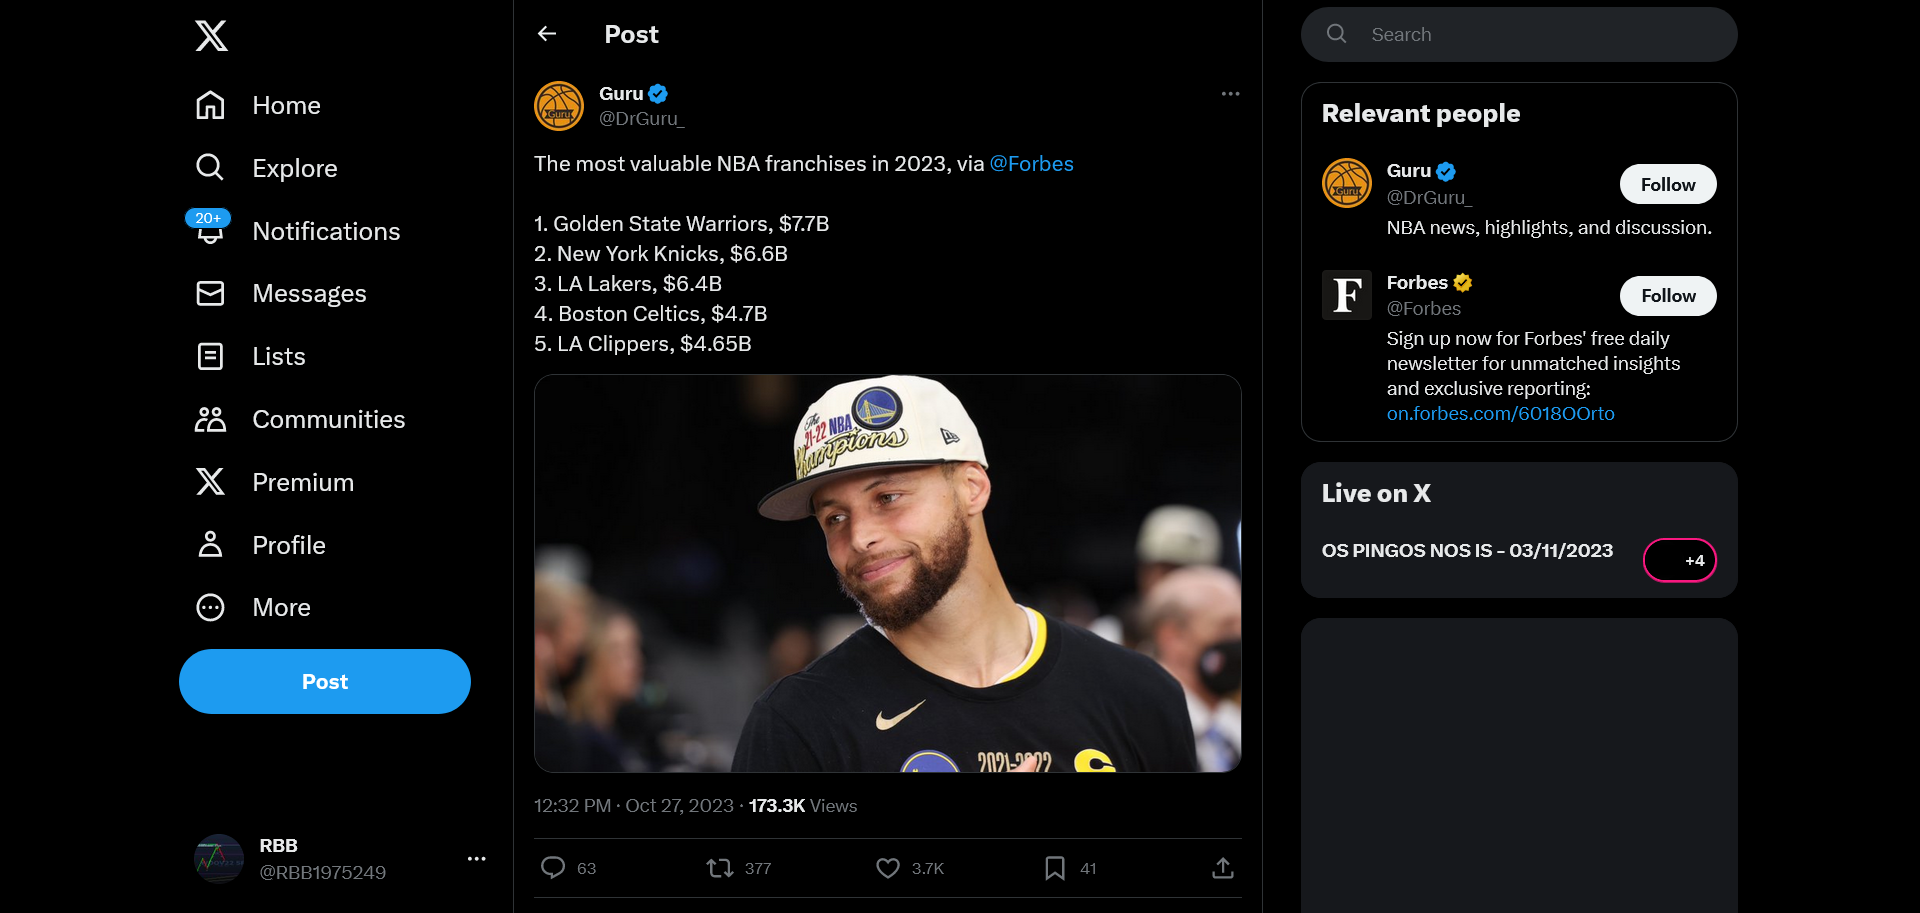 Home
Explore
20+
Notifications
Messages
Lists
Communities
Premium
Profile
More
Post
RBB
@RBB1975249
Post
Guru
Guru
@DrGuru_
The most valuable NBA franchises in 2023, via @Forbes
1. Golden State Warriors, $7.7B
2. New York Knicks, $6.6B
3. LA Lakers, $6.4B
4. Boston Celtics, $4.7B
5. LA Clippers, $4.65B
The
21-22 NBA
Champions
2021-2022
12:32 PM · Oct 27, 2023 · 173.3K Views
63
377
3.7K
41
Search
Relevant people
Guru
Guru
Follow
@DrGuru_
NBA news, highlights, and discussion.
F
Forbes
Follow
@Forbes
Sign up now for Forbes' free daily
newsletter for unmatched insights
and exclusive reporting:
on.forbes.com/6018OOrto
Live on X
OS PINGOS NOS IS - 03/11/2023
+4